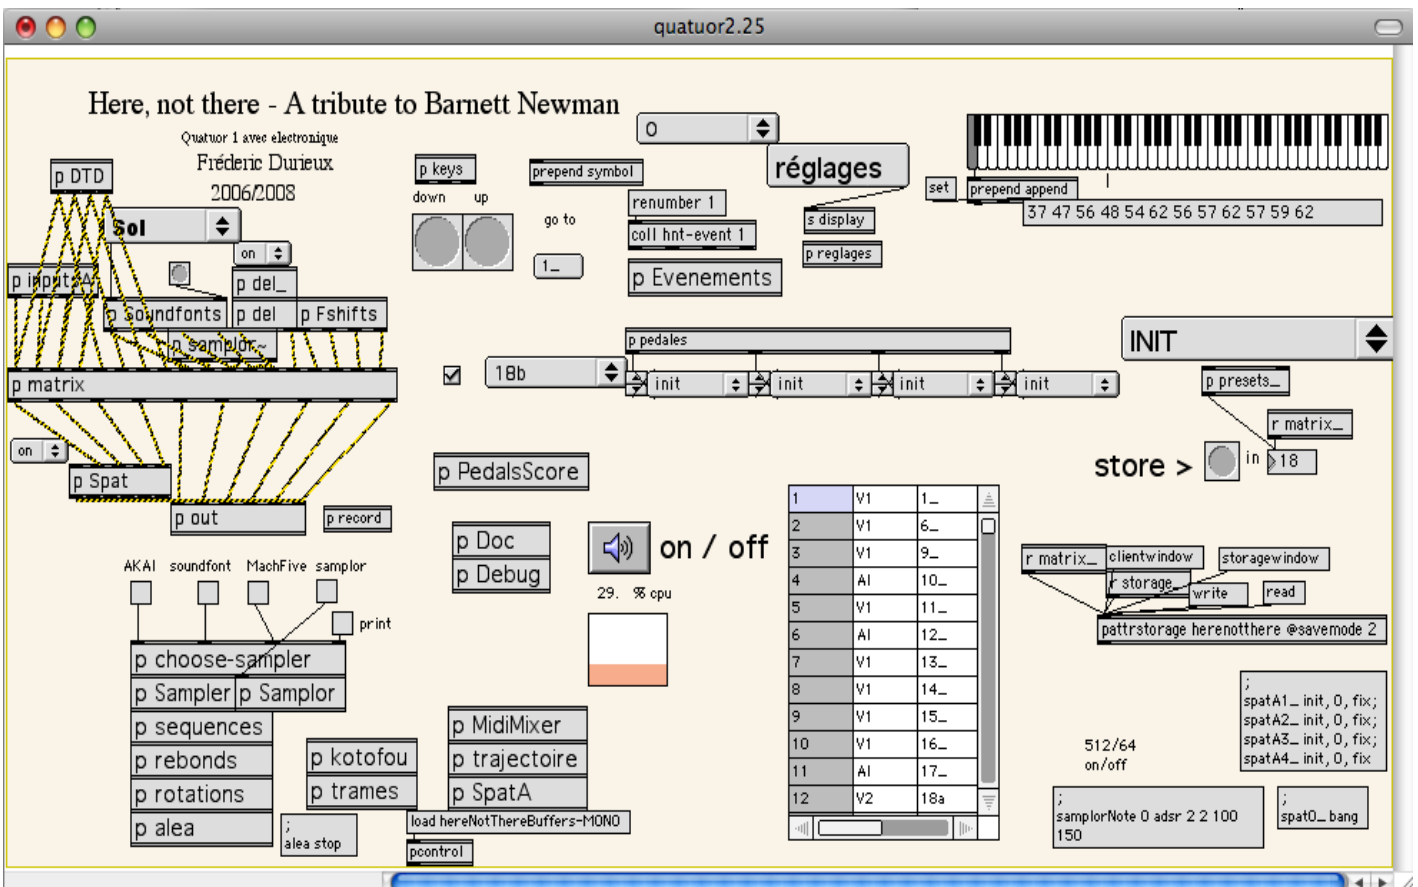 quatuor2.25
Here, not there - A tribute to Barnett Newman
Quatuor 1 avec electronique
Fréderic Durieux
2006/2008
0
réglages
p DTD
p keys
prepend symbol
set
prepend append
down
up
renumber 1
s display
37 47 56 48 54 62 56 57 62 57 59 62
Sol
go to
coll hnt-event 1
on
p reglages
p inputsA
p del_
1_
p Evenements
p Soundfonts
p del
p Fshifts
p samplor~
p pedales
INIT
p matrix
18b
init
init
init
init
p presets_
r matrix_
on
store >
in
18
p Spat
p PedalsScore
p out
p record
p Doc
p Debug
on / off
29.
% cpu
1 V1 1_
2 V1 6_
3 V1 9_
4 AI 10_
5 V1 11_
6 AI 12_
7 V1 13_
8 V1 14_
9 V1 15_
10 V1 16_
11 AI 17_
12 V2 18a
r matrix_
clientwindow
storagewindow
r storage_
write
read
pattrstorage herenotthere @savemode 2
AKAI
soundfont
MachFive
samplor
print
p choose-sampler
p Sampler
p Samplor
p sequences
p rebonds
p rotations
p alea
p kotofou
p trames
;
alea stop
p MidiMixer
p trajectoire
p SpatA
load hereNotThereBuffers-MONO
pcontrol
;
spatA1_ init, 0, fix;
spatA2_ init, 0, fix;
spatA3_ init, 0, fix;
spatA4_ init, 0, fix
512/64
on/off
;
samplorNote 0 adsr 2 2 100
150
;
spat0_ bang